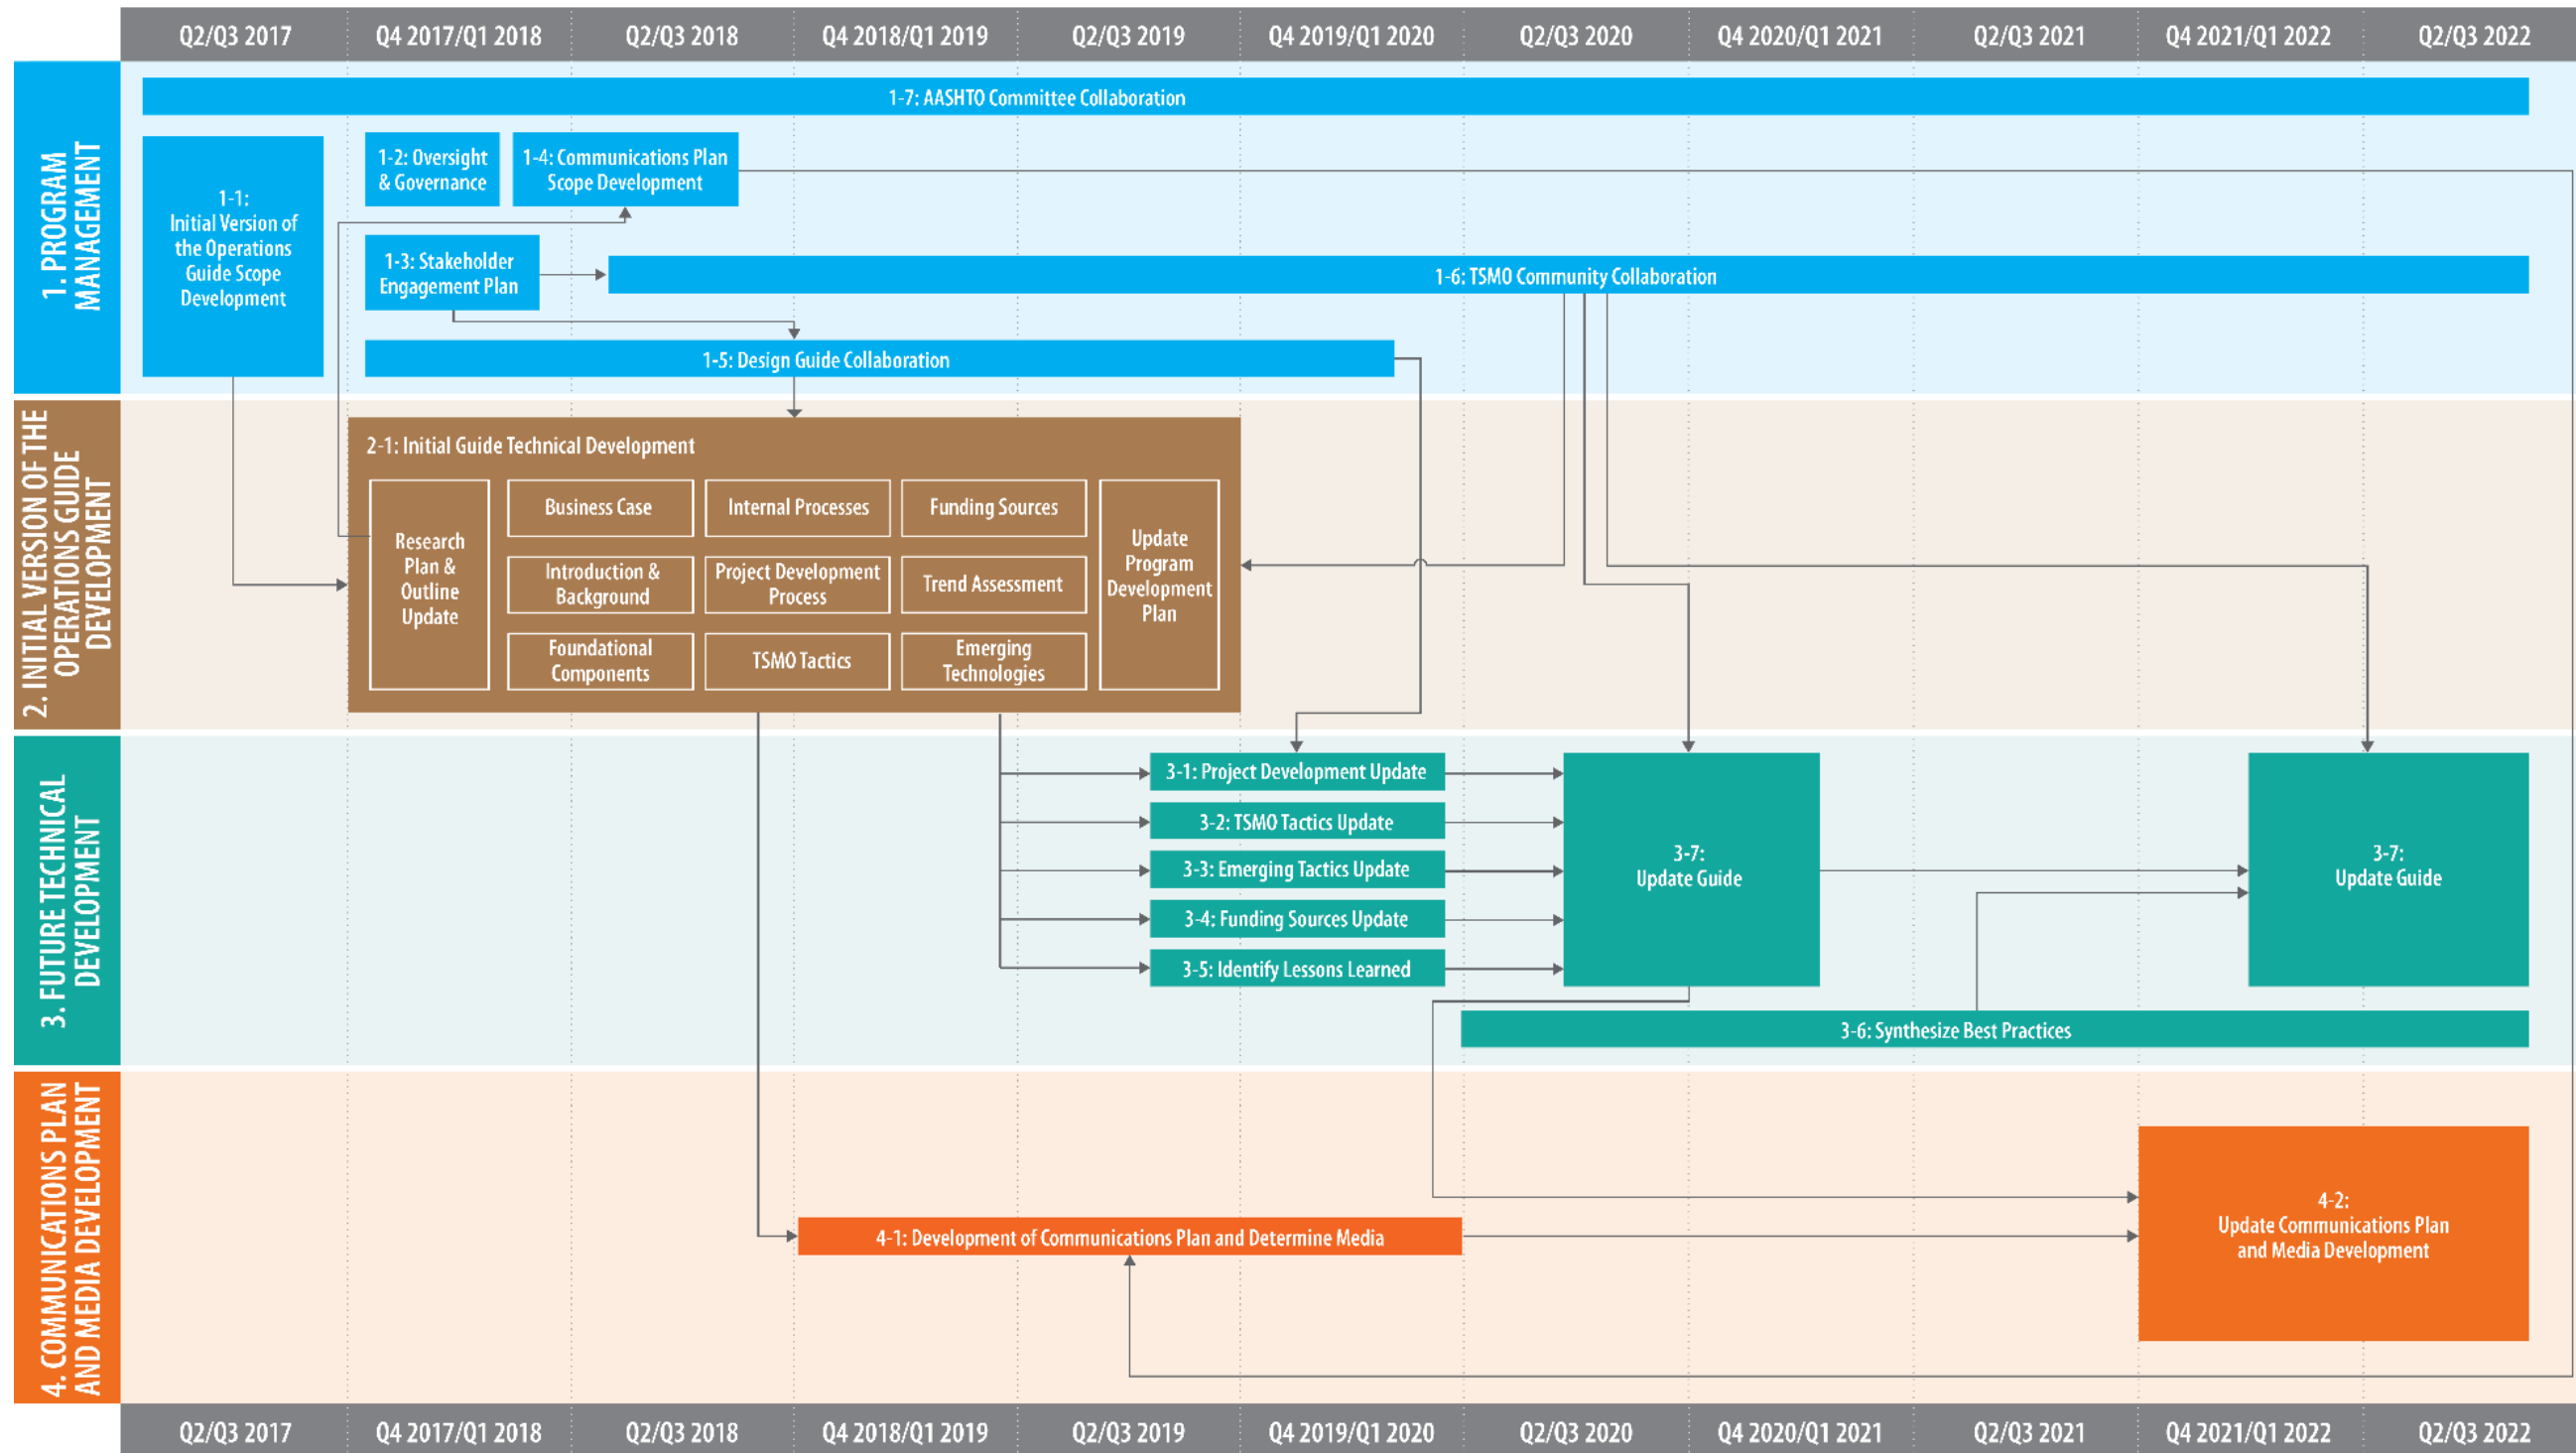 Q2/Q3 2017
Q4 2017/Q1 2018
Q2/Q3 2018
Q4 2018/Q1 2019
Q2/Q3 2019
Q4 2019/Q1 2020
Q2/Q3 2020
Q4 2020/Q1 2021
Q2/Q3 2021
Q4 2021/Q1 2022
Q2/Q3 2022
1. PROGRAM
MANAGEMENT
1-7: AASHTO Committee Collaboration
1-1:
Initial Version of
the Operations
Guide Scope
Development
1-2: Oversight
& Governance
1-4: Communications Plan
Scope Development
1-3: Stakeholder
Engagement Plan
1-6: TSMO Community Collaboration
1-5: Design Guide Collaboration
2. INITIAL VERSION OF THE
OPERATIONS GUIDE
DEVELOPMENT
2-1: Initial Guide Technical Development
Research
Plan &
Outline
Update
Business Case
Internal Processes
Funding Sources
Introduction &
Background
Project Development
Process
Trend Assessment
Foundational
Components
TSMO Tactics
Emerging
Technologies
Update
Program
Development
Plan
3. FUTURE TECHNICAL
DEVELOPMENT
3-1: Project Development Update
3-2: TSMO Tactics Update
3-3: Emerging Tactics Update
3-4: Funding Sources Update
3-5: Identify Lessons Learned
3-7:
Update Guide
3-7:
Update Guide
3-6: Synthesize Best Practices
4. COMMUNICATIONS PLAN
AND MEDIA DEVELOPMENT
4-1: Development of Communications Plan and Determine Media
4-2:
Update Communications Plan
and Media Development
Q2/Q3 2017
Q4 2017/Q1 2018
Q2/Q3 2018
Q4 2018/Q1 2019
Q2/Q3 2019
Q4 2019/Q1 2020
Q2/Q3 2020
Q4 2020/Q1 2021
Q2/Q3 2021
Q4 2021/Q1 2022
Q2/Q3 2022